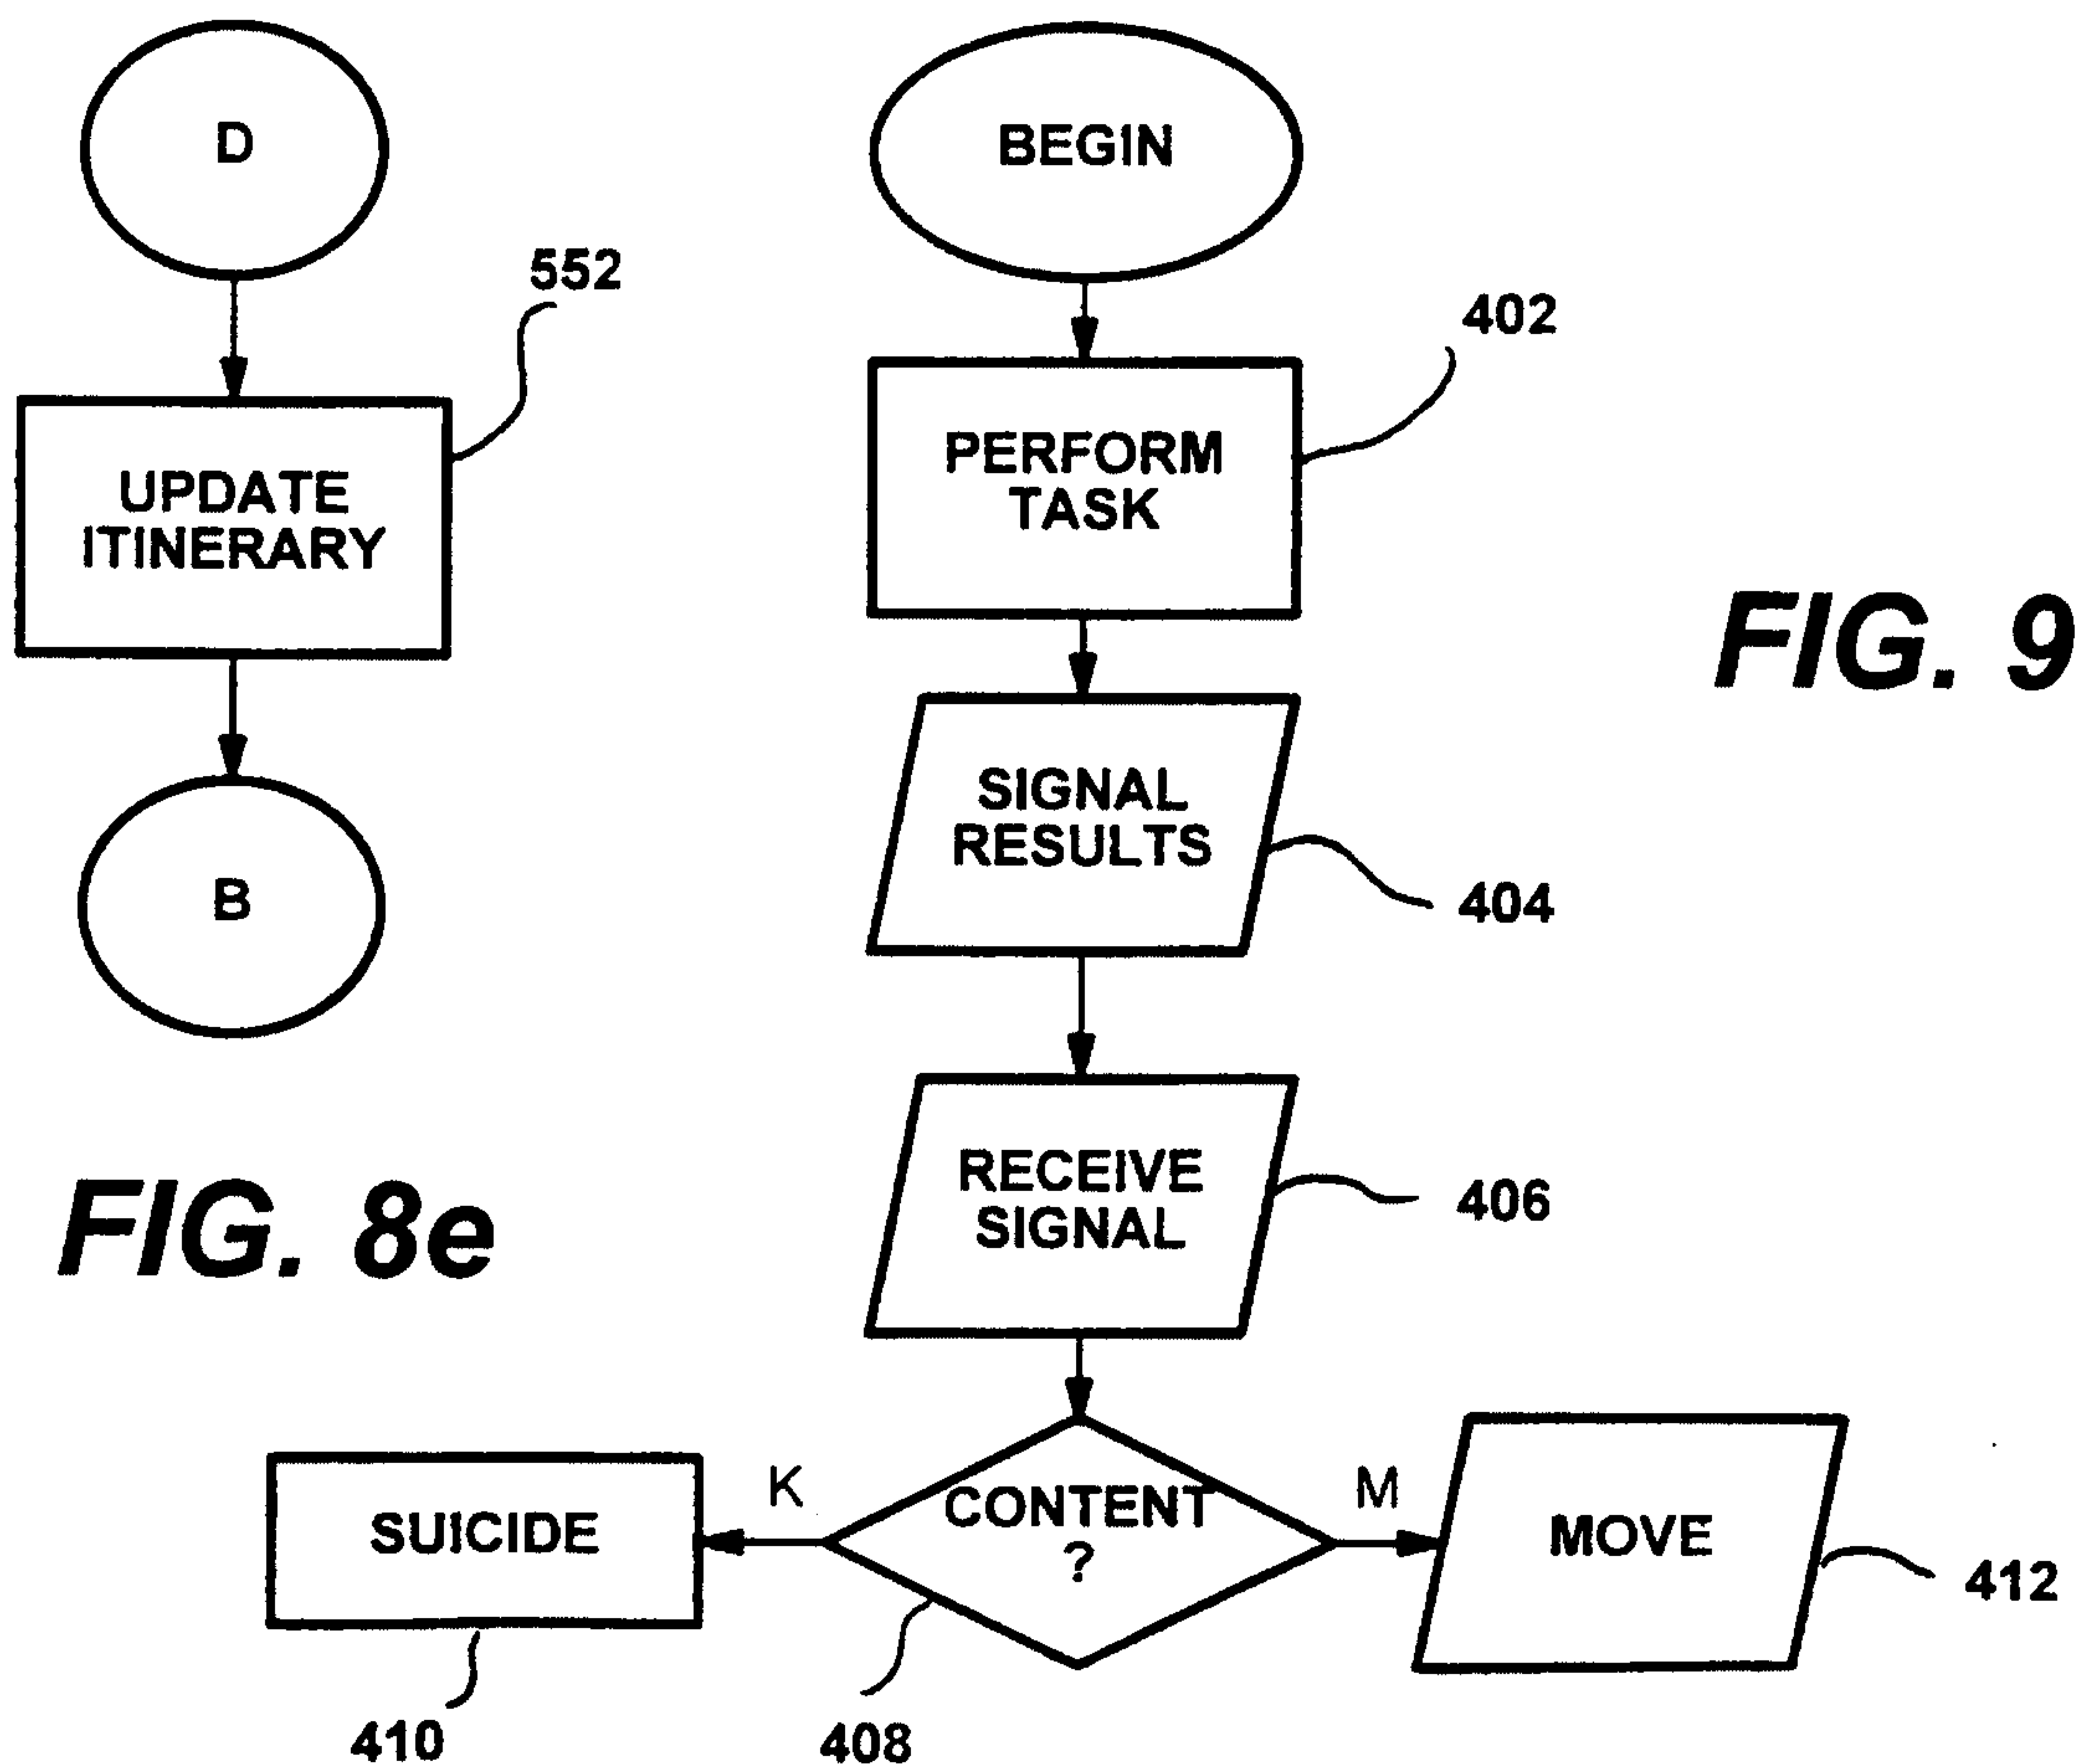 D
552
UPDATE
ITINERARY
B
FIG. 8e
BEGIN
402
PERFORM
TASK
FIG. 9
SIGNAL
RESULTS
404
RECEIVE
SIGNAL
406
CONTENT
?
K
M
SUICIDE
MOVE
412
410
408